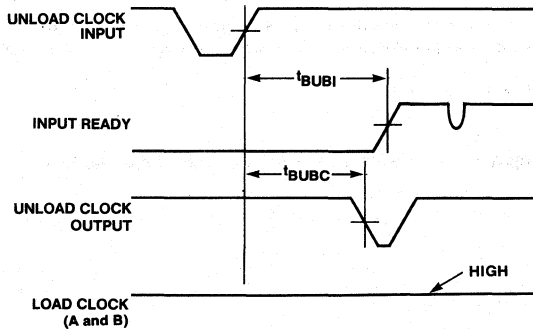 UNLOAD CLOCK
INPUT
tBUBI
INPUT READY
tBUBC
UNLOAD CLOCK
OUTPUT
HIGH
LOAD CLOCK
(A and B)